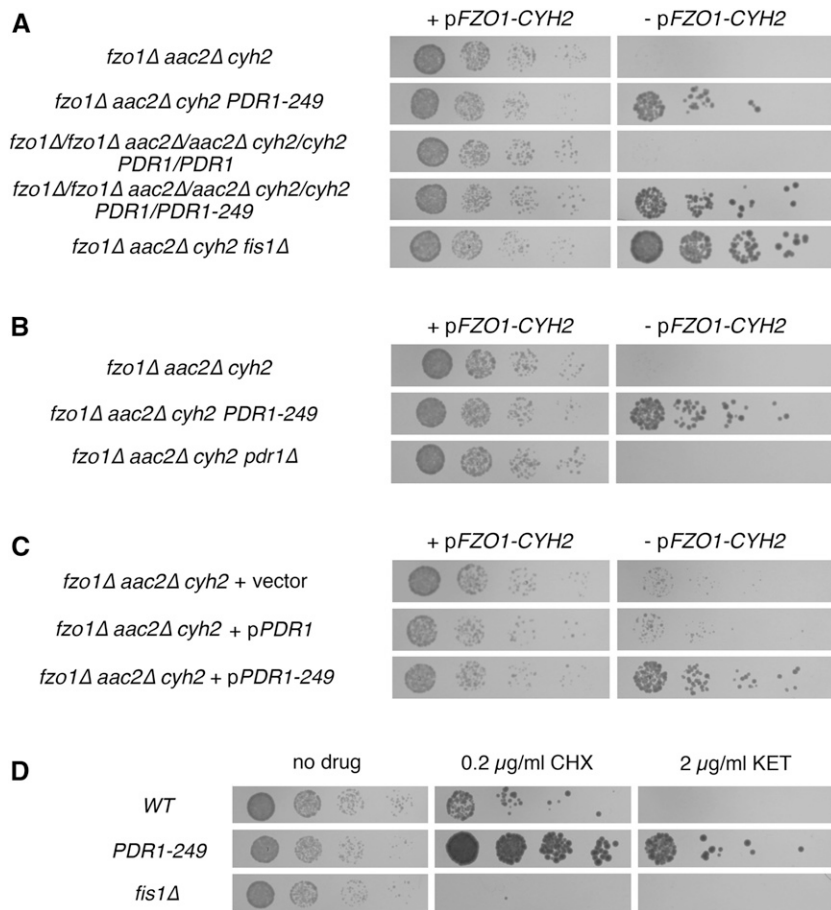 A
+ pFZO1-CYH2 - pFZO1-CYH2
fzo1Δ aac2Δ cyh2
fzo1Δ aac2Δ cyh2 PDR1-249
fzo1Δ/fzo1Δ aac2Δ/aac2Δ cyh2/cyh2
PDR1/PDR1
fzo1Δ/fzo1Δ aac2Δ/aac2Δ cyh2/cyh2
PDR1/PDR1-249
fzo1Δ aac2Δ cyh2 fis1Δ
B
+ pFZO1-CYH2 - pFZO1-CYH2
fzo1Δ aac2Δ cyh2
fzo1Δ aac2Δ cyh2 PDR1-249
fzo1Δ aac2Δ cyh2 pdr1Δ
C
+ pFZO1-CYH2 - pFZO1-CYH2
fzo1Δ aac2Δ cyh2 + vector
fzo1Δ aac2Δ cyh2 + pPDR1
fzo1Δ aac2Δ cyh2 + pPDR1-249
D
no drug 0.2 µg/ml CHX 2 µg/ml KET
WT
PDR1-249
fis1Δ